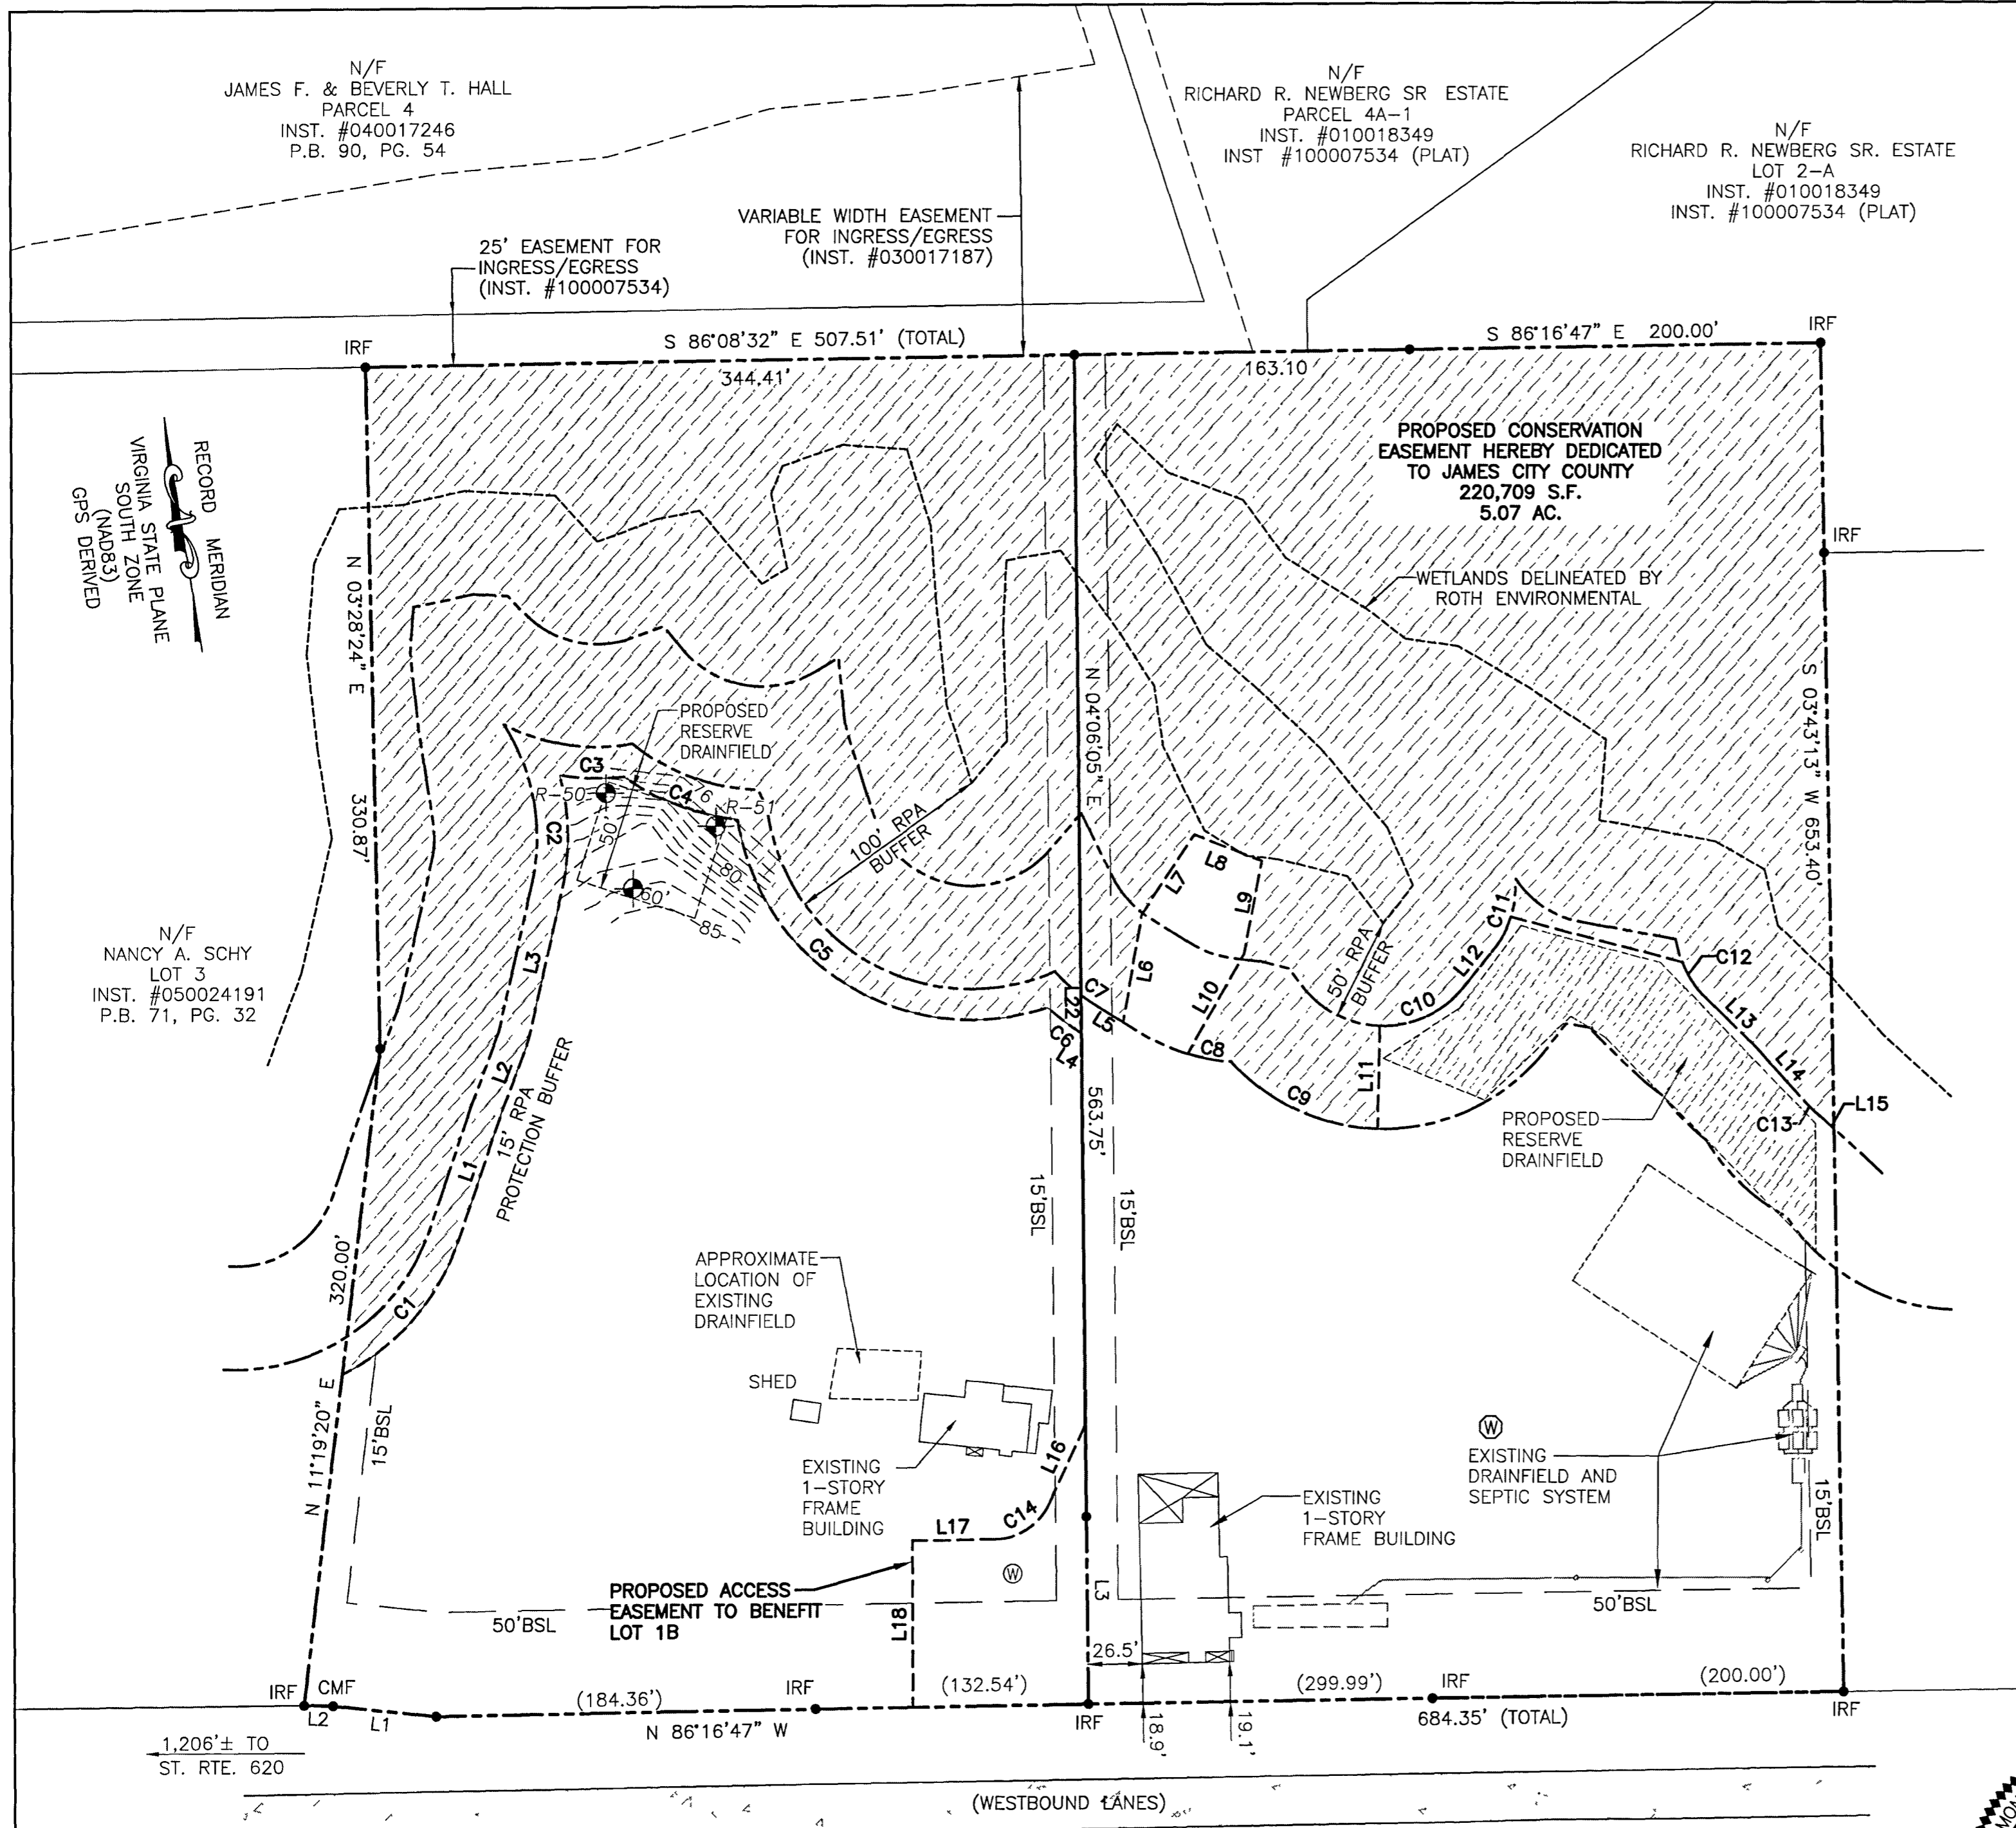 N/F
JAMES F. & BEVERLY T. HALL
PARCEL 4
INST. #040017246
P.B. 90, PG. 54
N/F
RICHARD R. NEWBERG SR ESTATE
PARCEL 4A-1
INST. #010018349
INST #100007534 (PLAT)
N/F
RICHARD R. NEWBERG SR. ESTATE
LOT 2-A
INST. #010018349
INST. #100007534 (PLAT)
VARIABLE WIDTH EASEMENT
FOR INGRESS/EGRESS
(INST. #030017187)
25' EASEMENT FOR
INGRESS/EGRESS
(INST. #100007534)
IRF
S 86°08'32" E 507.51' (TOTAL)
S 86°16'47" E 200.00'
IRF
344.41'
163.10
PROPOSED CONSERVATION
EASEMENT HEREBY DEDICATED
TO JAMES CITY COUNTY
220,709 S.F.
5.07 AC.
RECORD MERIDIAN
VIRGINIA STATE PLANE
SOUTH ZONE
(NAD83)
GPS DERIVED
IRF
N 03°28'24" E
330.87'
WETLANDS DELINEATED BY
ROTH ENVIRONMENTAL
N 04°06'05" E
563.75'
S 03°43'13" W 653.40'
PROPOSED
RESERVE
DRAINFIELD
C3
R-50
C4
76
R-51
C2
50'
80
60
85
100' RPA
BUFFER
L7
L8
L9
L6
L10
C11
C12
L12
50' RPA
BUFFER
C10
L13
L14
L15
C13
N/F
NANCY A. SCHY
LOT 3
INST. #050024191
P.B. 71, PG. 32
L3
C5
C7
L22
L5
C6
L4
C8
C9
L11
L2
L1
15' RPA
PROTECTION BUFFER
PROPOSED
RESERVE
DRAINFIELD
15'BSL
15'BSL
320.00'
C1
APPROXIMATE
LOCATION OF
EXISTING
DRAINFIELD
SHED
N 11°19'20" E
15'BSL
EXISTING
1-STORY
FRAME
BUILDING
L16
C14
L17
W
EXISTING
1-STORY
FRAME BUILDING
W
EXISTING
DRAINFIELD AND
SEPTIC SYSTEM
15'BSL
PROPOSED ACCESS
EASEMENT TO BENEFIT
LOT 1B
50'BSL
L18
L3
50'BSL
26.5'
IRF
CMF
L2
L1
(184.36')
IRF
(132.54')
(299.99')
IRF
(200.00')
N 86°16'47" W
IRF
684.35' (TOTAL)
IRF
18.9'
19.1'
1,206'± TO
ST. RTE. 620
(WESTBOUND LANES)